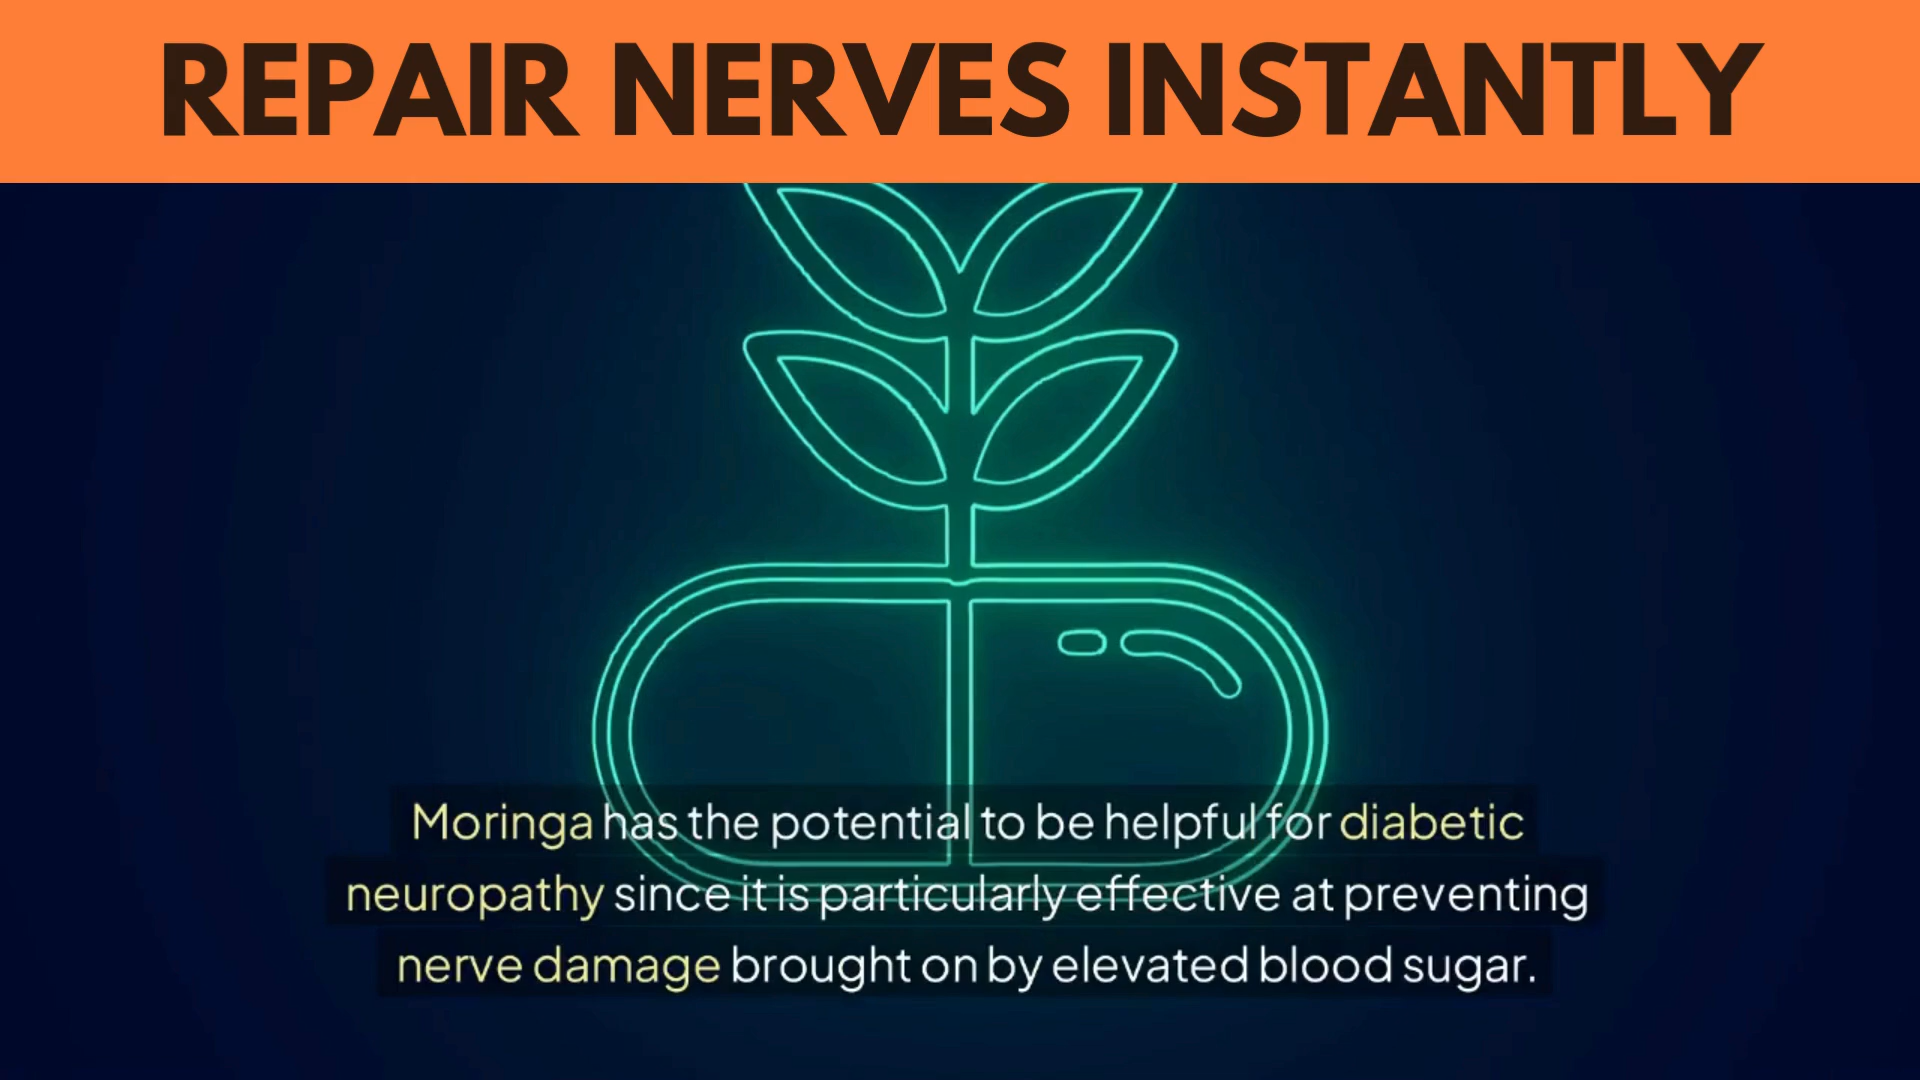 REPAIR NERVES INSTANTLY
Moringa has the potential to be helpful for diabetic
neuropathy since it is particularly effective at preventing
nerve damage brought on by elevated blood sugar.